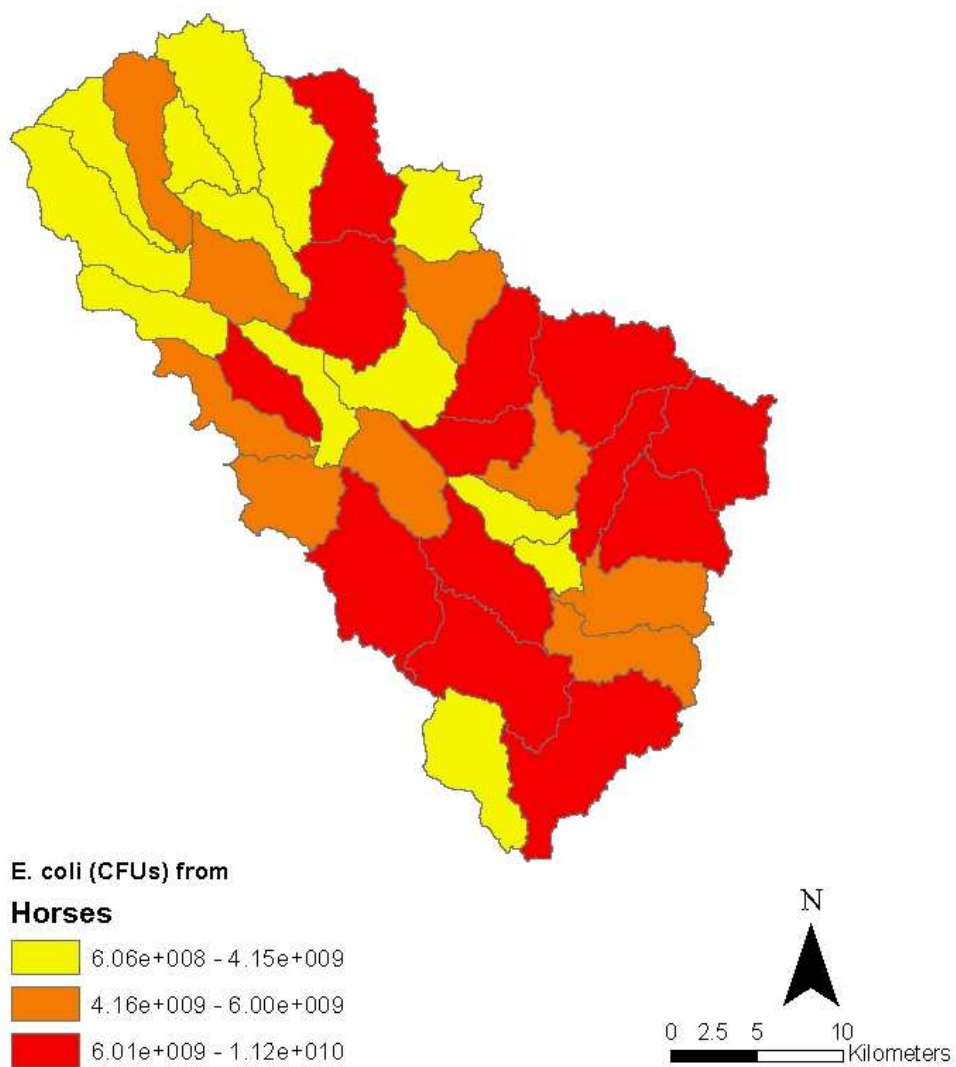 E. coli (CFUs) from
Horses
6.06e+008 - 4.15e+009
4.16e+009 - 6.00e+009
6.01e+009 - 1.12e+010
N
0 2.5 5 10
Kilometers